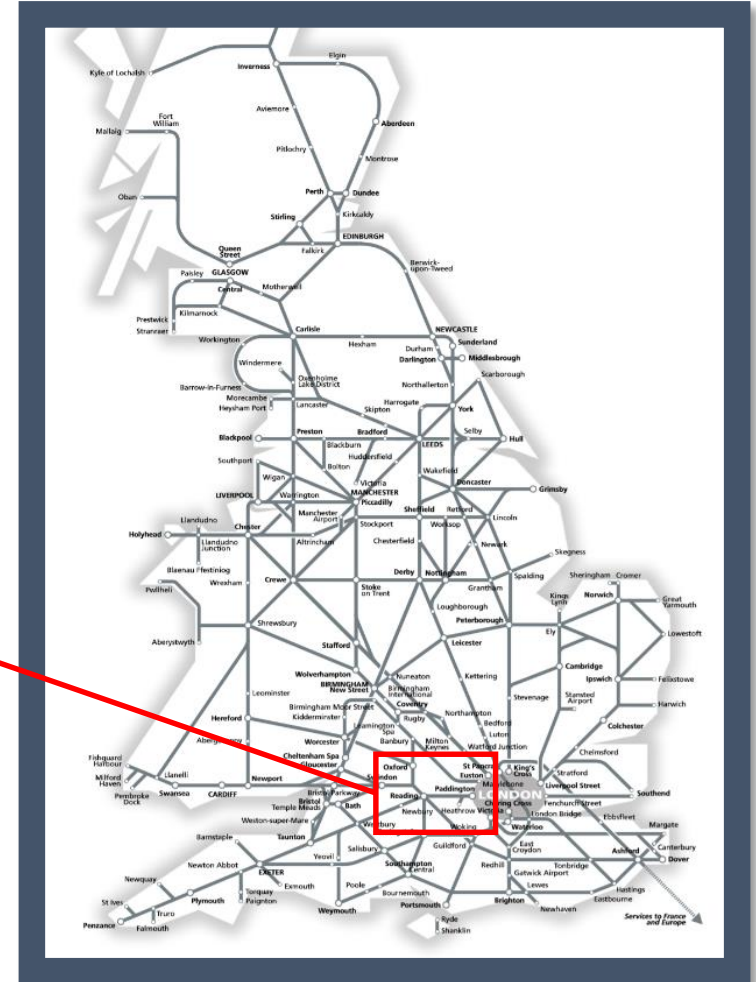 Elgin
Inverness
Kyle of Lochalsh
Aviemore
Fort
William
Aberdeen
Mallaig
Pitlochry
Montrose
Perth
Dundee
Oban
Stirling
Kirkcaldy
EDINBURGH
Queen
Street
Falkirk
Berwick-
upon-Tweed
Paisley
GLASGOW
Central
Motherwell
Prestwick
Kilmarnock
Stranraer
Carlisle
NEWCASTLE
Workington
Hexham
Sunderland
Durham
Darlington
Middlesbrough
Windermere
Scarborough
Oxenholme
Lake District
Barrow-in-Furness
Northallerton
Morecambe
Lancaster
Harrogate
Heysham Port
Skipton
York
Blackpool
Preston
Bradford
Selby
Blackburn
LEEDS
Hull
Huddersfield
Southport
Bolton
Wakefield
Wigan
Victoria
Doncaster
LIVERPOOL
Warrington
MANCHESTER
Piccadilly
Grimsby
Manchester
Airport
Sheffield
Retford
Llandudno
Chester
Stockport
Worksop
Lincoln
Holyhead
Llandudno
Junction
Altrincham
Chesterfield
Newark
Skegness
Blaenau Ffestiniog
Wrexham
Crewe
Stoke
on Trent
Derby
Nottingham
Grantham
Spalding
Sheringham
Cromer
Pwllheli
Kings
Lynn
Norwich
Great
Yarmouth
Loughborough
Shrewsbury
Peterborough
Ely
Aberystwyth
Stafford
Leicester
Lowestoft
Wolverhampton
Cambridge
BIRMINGHAM
New Street
Nuneaton
Birmingham
International
Kettering
Ipswich
Felixstowe
Leominster
Birmingham Moor Street
Coventry
Stevenage
Stansted
Airport
Harwich
Kidderminster
Rugby
Northampton
Hereford
Leamington
Spa
Bedford
Colchester
Worcester
Banbury
Milton
Keynes
Luton
Abergavenny
Watford Junction
Chelmsford
Fishguard
Harbour
Cheltenham Spa
Gloucester
Oxford
St Pancras
King's
Cross
Llanelli
Newport
Swindon
Euston
Stratford
Milford
Haven
Marylebone
Liverpool Street
Pembroke
Dock
Swansea
CARDIFF
Bristol Parkway
Reading
Paddington
LONDON
Southend
Bristol
Temple Meads
Bath
Charing Cross
Fenchurch Street
Newbury
Heathrow
Victoria
London Bridge
Ebbsfleet
Weston-super-Mare
Westbury
Woking
Waterloo
Margate
Barnstaple
Taunton
Salisbury
Guildford
East
Croydon
Canterbury
Yeovil
Redhill
Tonbridge
Ashford
Dover
Newton Abbot
Southampton
Central
Gatwick Airport
Newquay
EXETER
Exmouth
Poole
Lewes
Hastings
Torquay
Paignton
Bournemouth
Eastbourne
St Ives
Plymouth
Weymouth
Portsmouth
Brighton
Newhaven
Truro
Penzance
Falmouth
Ryde
Shanklin
Services to France
and Europe